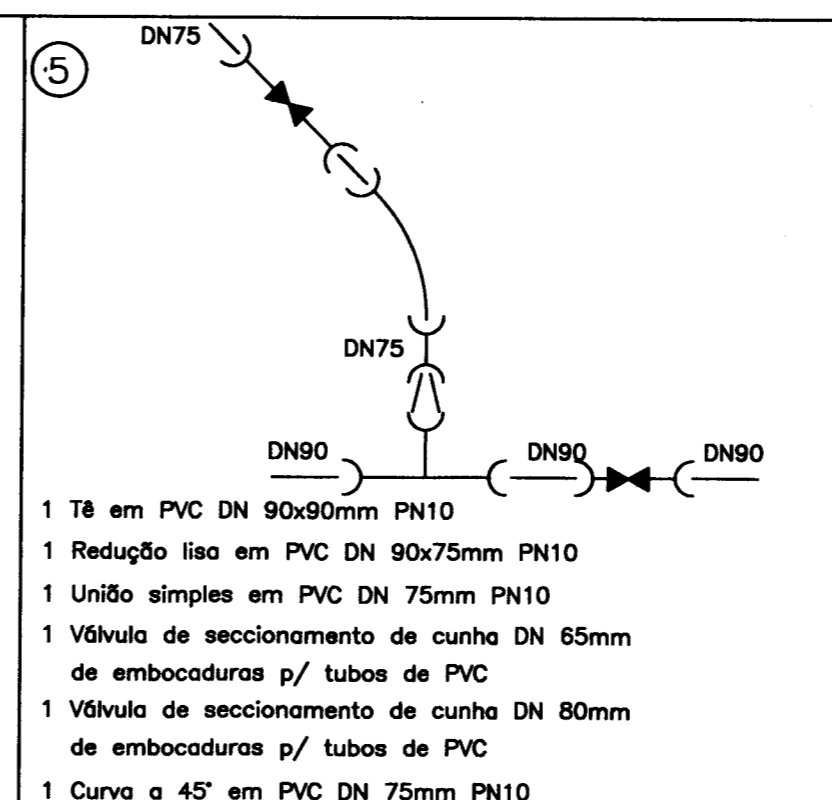 DN75
5
DN75
DN90
DN90
DN90
1 Tê em PVC DN 90x90mm PN10
1 Redução lisa em PVC DN 90x75mm PN10
1 União simples em PVC DN 75mm PN10
1 Válvula de seccionamento de cunha DN 65mm
de embocaduras p/ tubos de PVC
1 Válvula de seccionamento de cunha DN 80mm
de embocaduras p/ tubos de PVC
1 Curva a 45° em PVC DN 75mm PN10